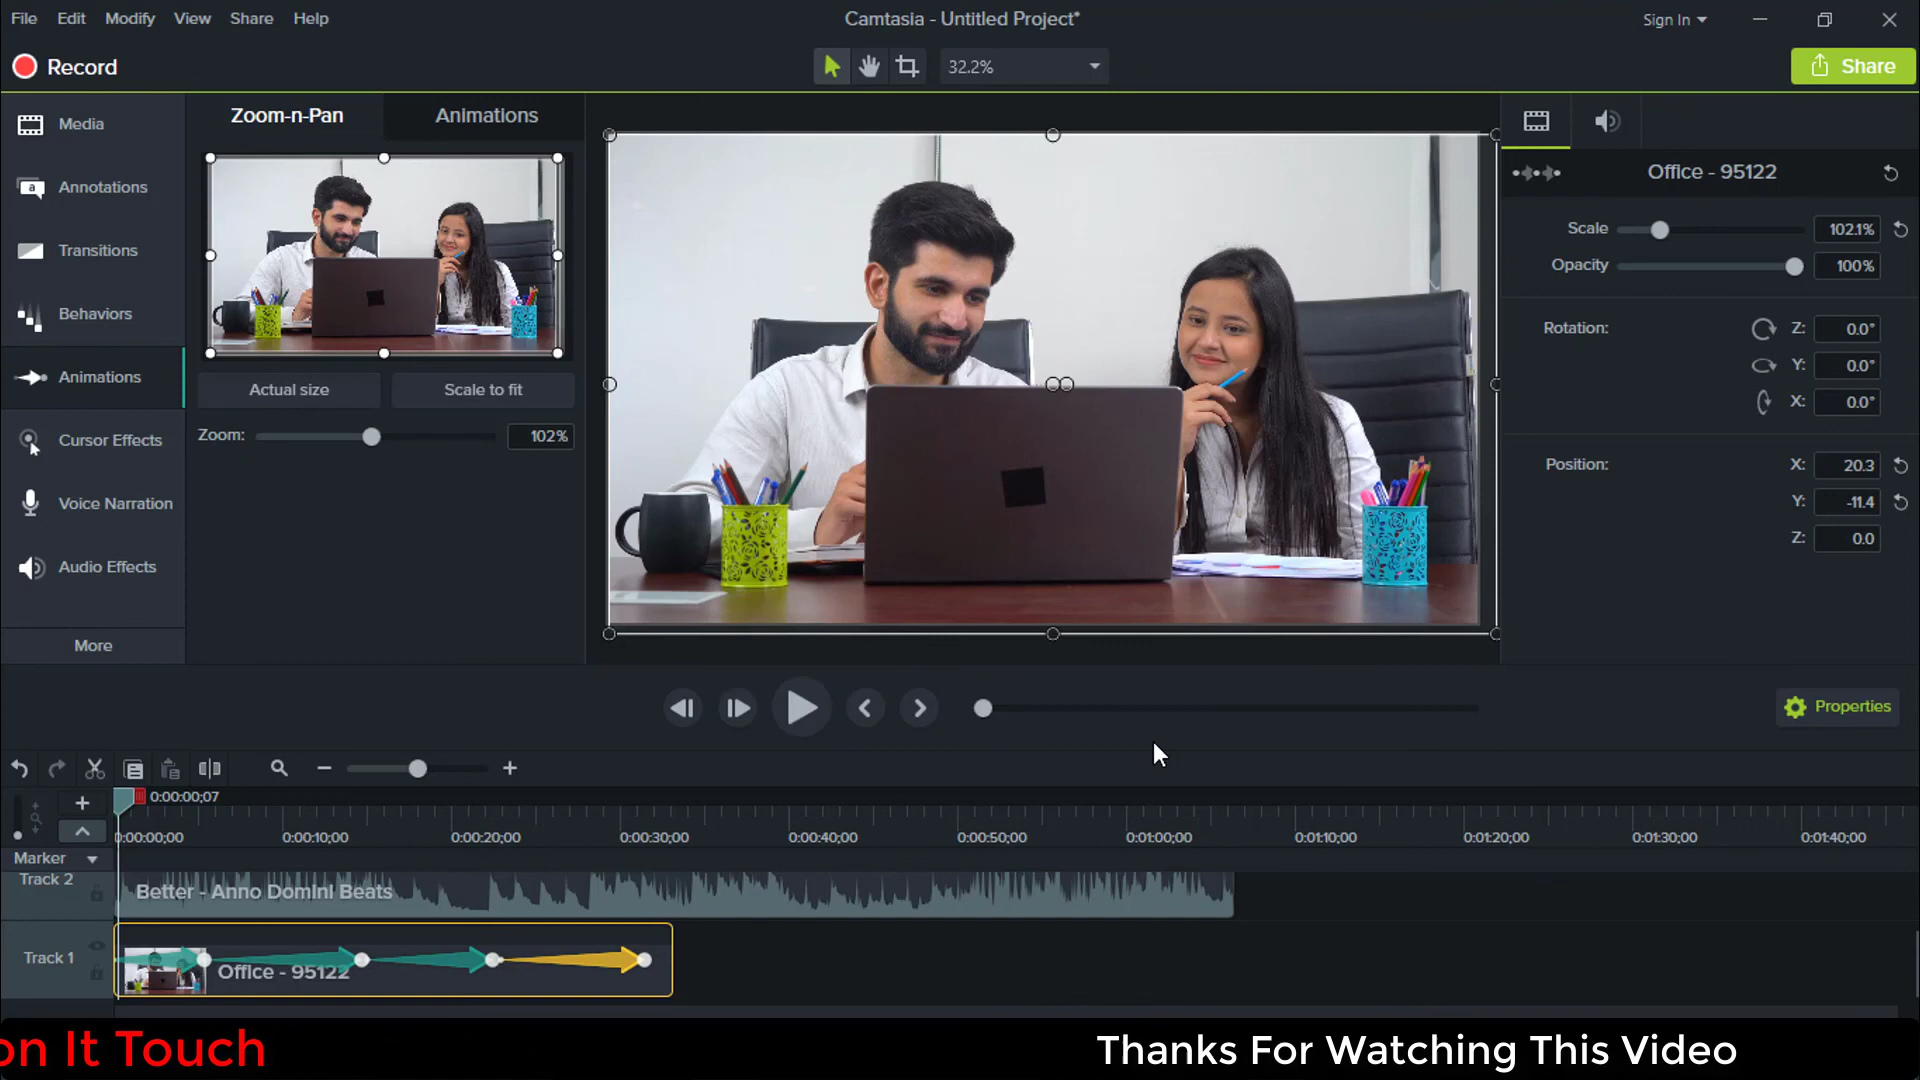 File Edit Modify View Share Help
Camtasia - Untitled Project*
Sign In
Record
32.2%
Share
Media
Annotations
Transitions
Behaviors
Animations
Cursor Effects
Voice Narration
Audio Effects
More
Zoom-n-Pan
Animations
Actual size
Scale to fit
Zoom:
102%
Office - 95122
Scale
102.1%
Opacity
100%
Rotation:
Z:
0.0°
Y:
0.0°
X:
0.0°
Position:
X:
20.3
Y:
-11.4
Z:
0.0
Properties
0:00:00;07
0:00:00;00 0:00:10;00 0:00:20;00 0:00:30;00 0:00:40;00 0:00:50;00 0:01:00;00 0:01:10;00 0:01:20;00 0:01:30;00 0:01:40;00
Marker
Track 2
Better - Anno Domini Beats
Track 1
Office - 95122
on It Touch
Thanks For Watching This Video